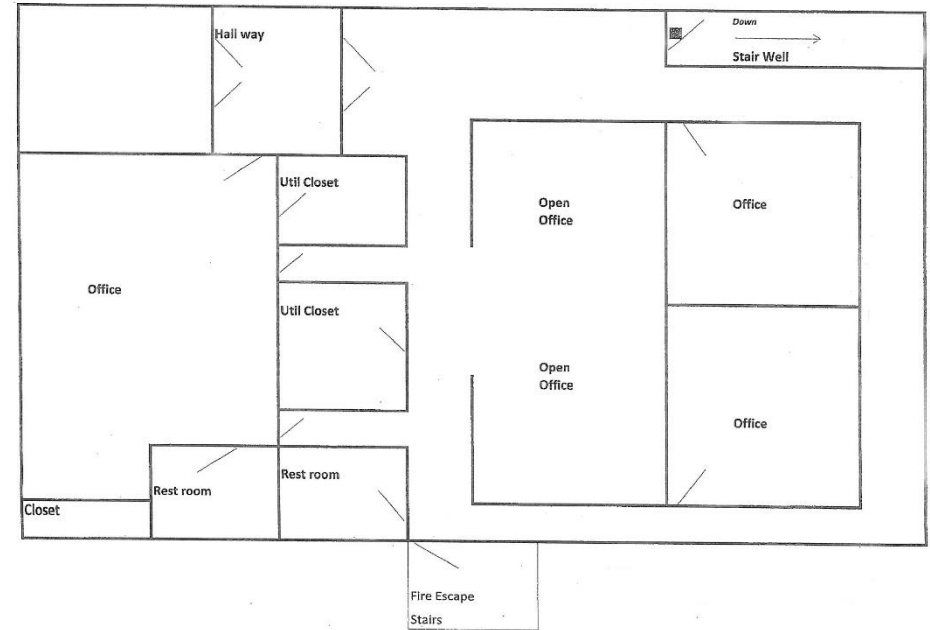 Hall way
Down
Stair Well
Util Closet
Open
Office
Office
Office
Util Closet
Open
Office
Office
Rest room
Rest room
Closet
Fire Escape
Stairs